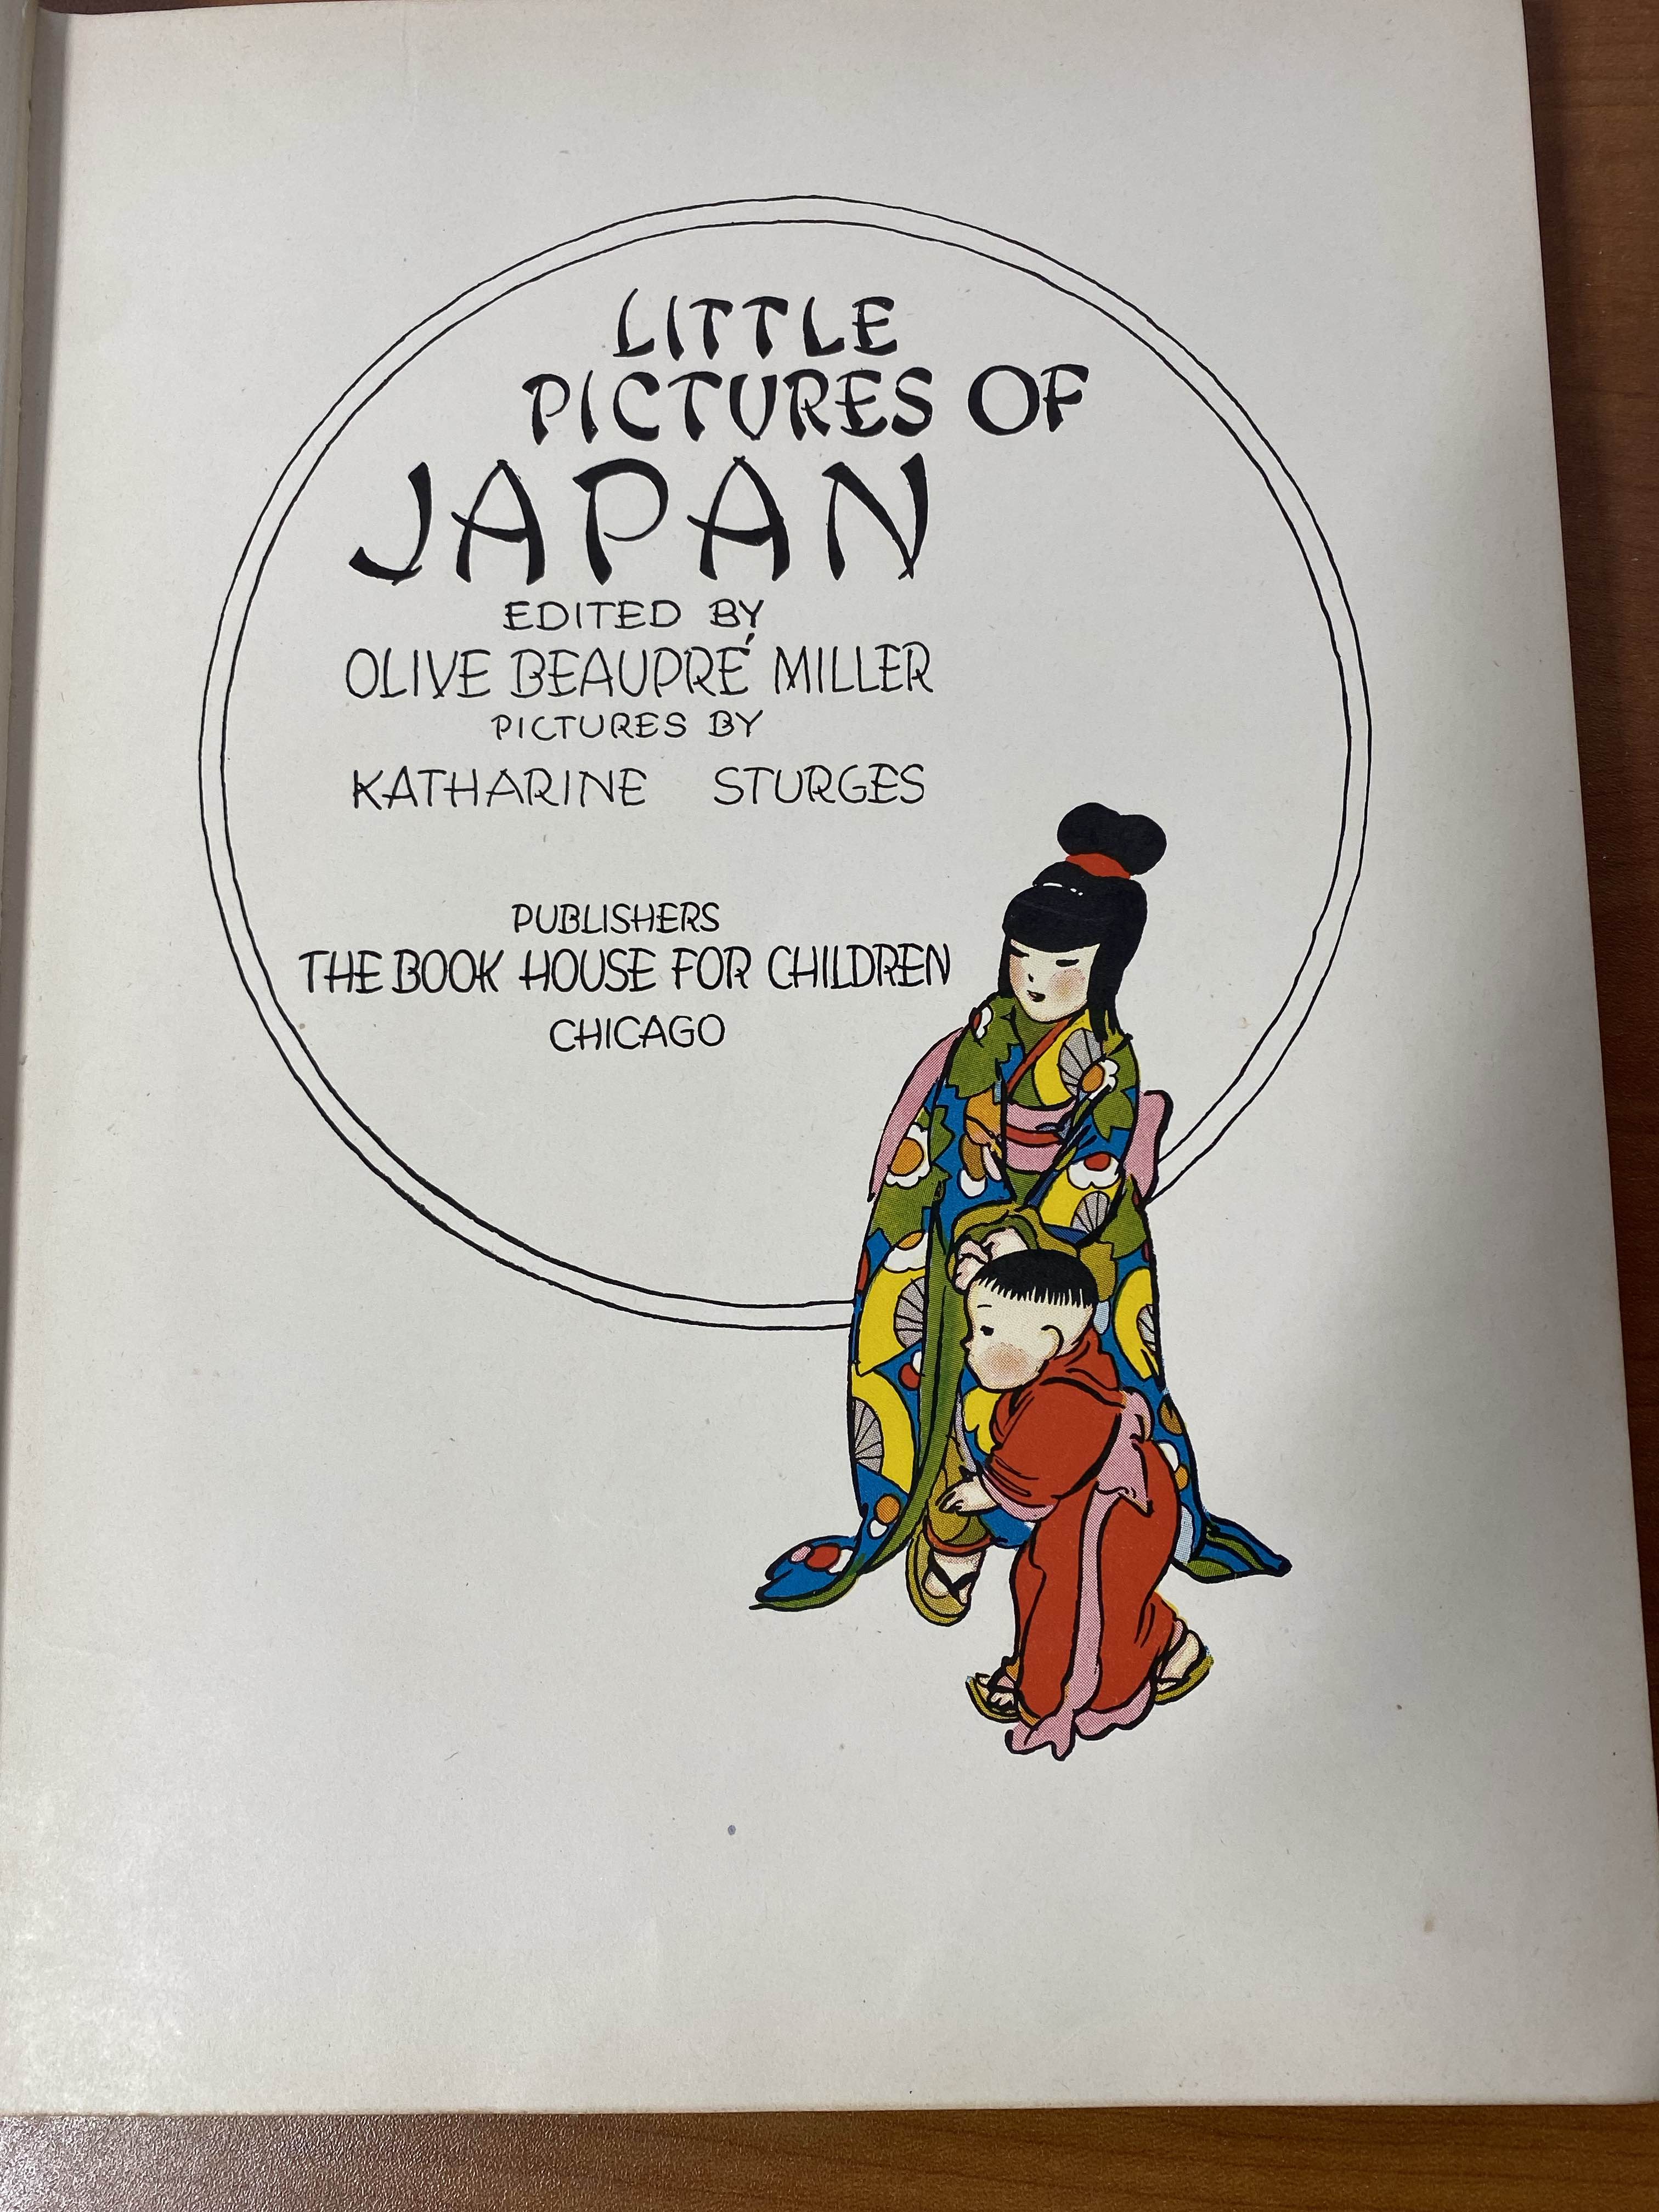 LITTLE
PICTURES OF
JAPAN
EDITED BY
OLIVE BEAUPRÉ MILLER
PICTURES BY
KATHARINE STURGES
PUBLISHERS
THE BOOK HOUSE FOR CHILDREN
CHICAGO